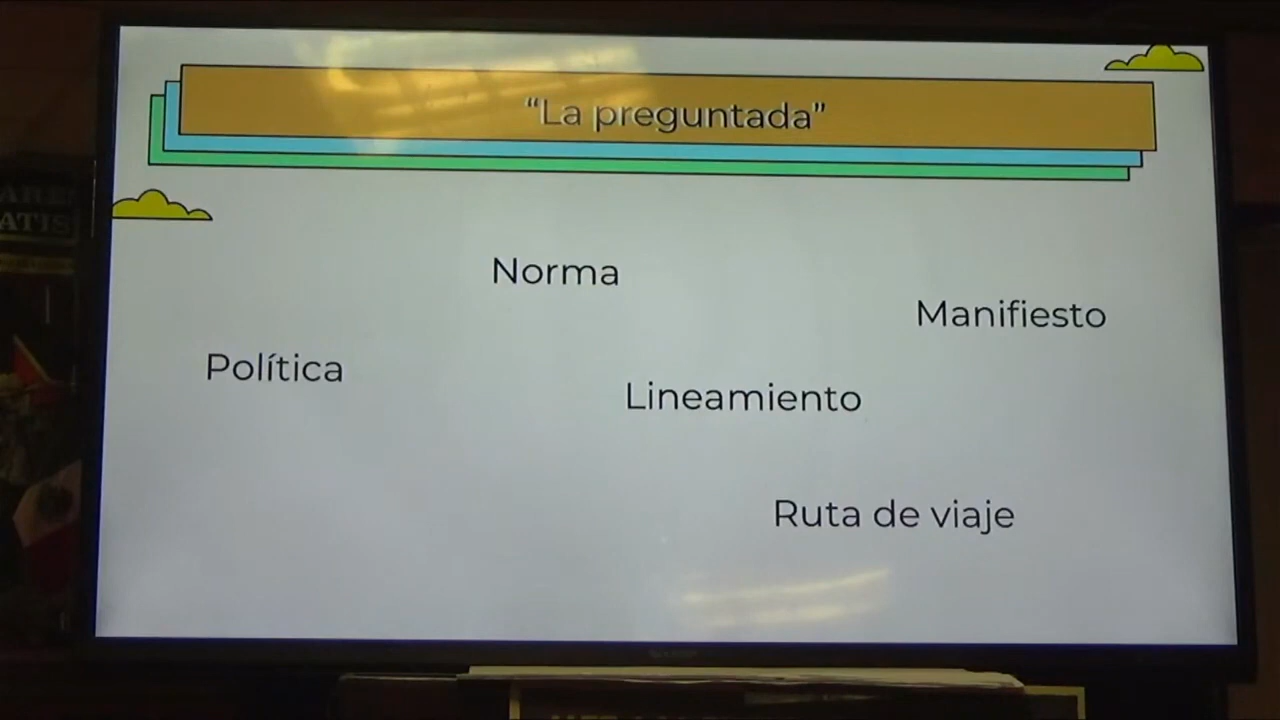 “La preguntada”
Norma
Manifiesto
Política
Lineamiento
Ruta de viaje